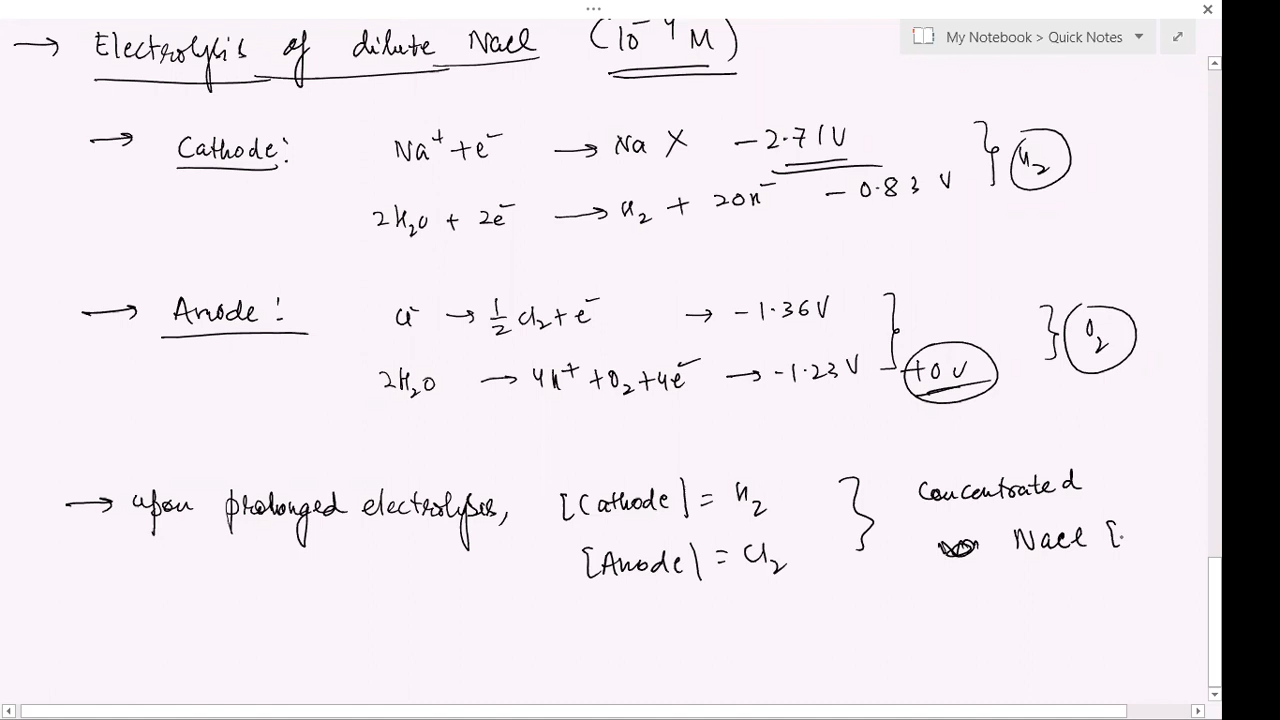 → Electrolysis of dilute NaCl (10⁻⁴ M)
My Notebook > Quick Notes
→ Cathode: Na⁺ + e⁻ → Na X - 2.71V
2H₂O + 2e⁻ → H₂ + 2OH⁻ - 0.83 V } H₂
→ Anode: Cl⁻ → ½ Cl₂ + e⁻ → - 1.36V
2H₂O → 4H⁺ + O₂ + 4e⁻ → - 1.23V } +0V } O₂
→ upon prolonged electrolysis, [Cathode] = H₂ } Concentrated
[Anode] = Cl₂ NaCl [